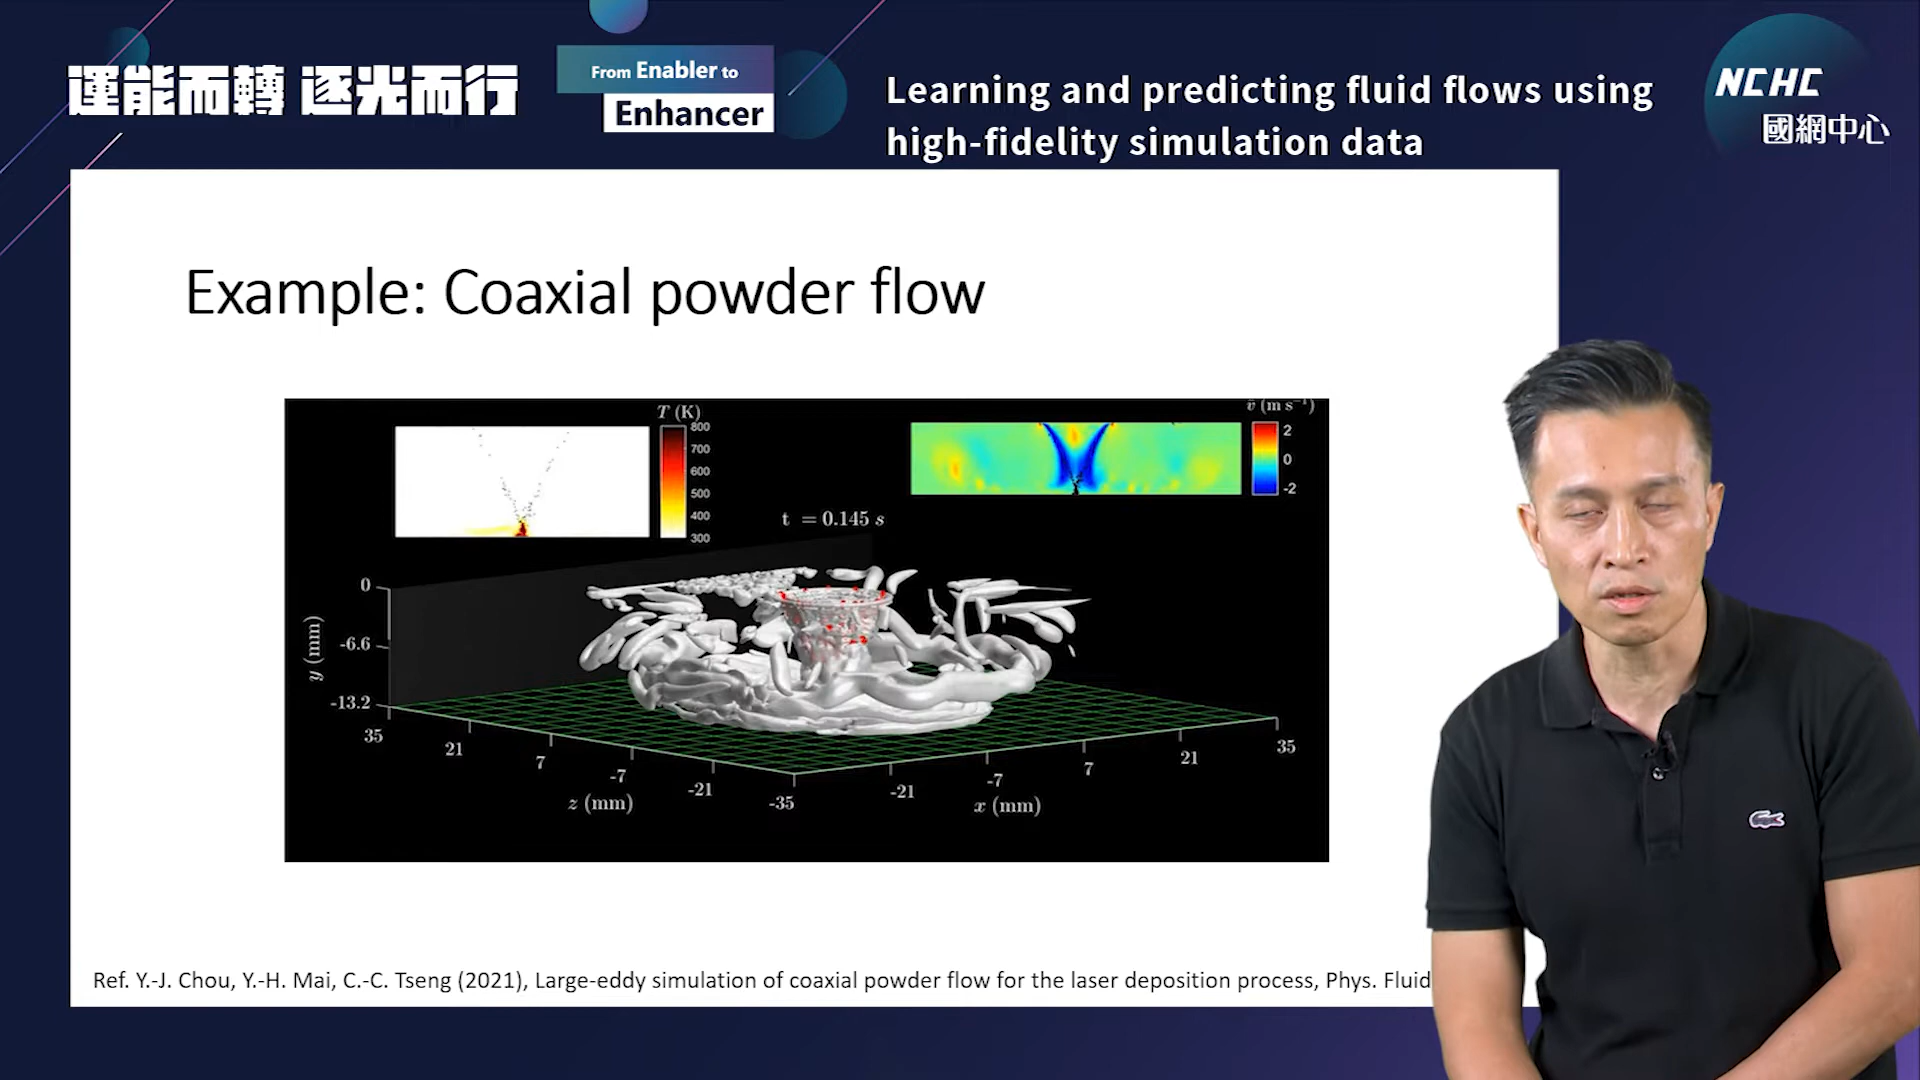 運能而轉 逐光而行
From Enabler to
Enhancer
Learning and predicting fluid flows using
high-fidelity simulation data
NCHC
國網中心
Example: Coaxial powder flow
T (K)
800
700
600
500
400
300
v̄ (m s⁻¹)
2
0
-2
t = 0.145 s
y (mm)
0
-6.6
-13.2
35
21
7
-7
-21
-35
z (mm)
-21
-7
7
21
35
x (mm)
Ref. Y.-J. Chou, Y.-H. Mai, C.-C. Tseng (2021), Large-eddy simulation of coaxial powder flow for the laser deposition process, Phys. Fluid